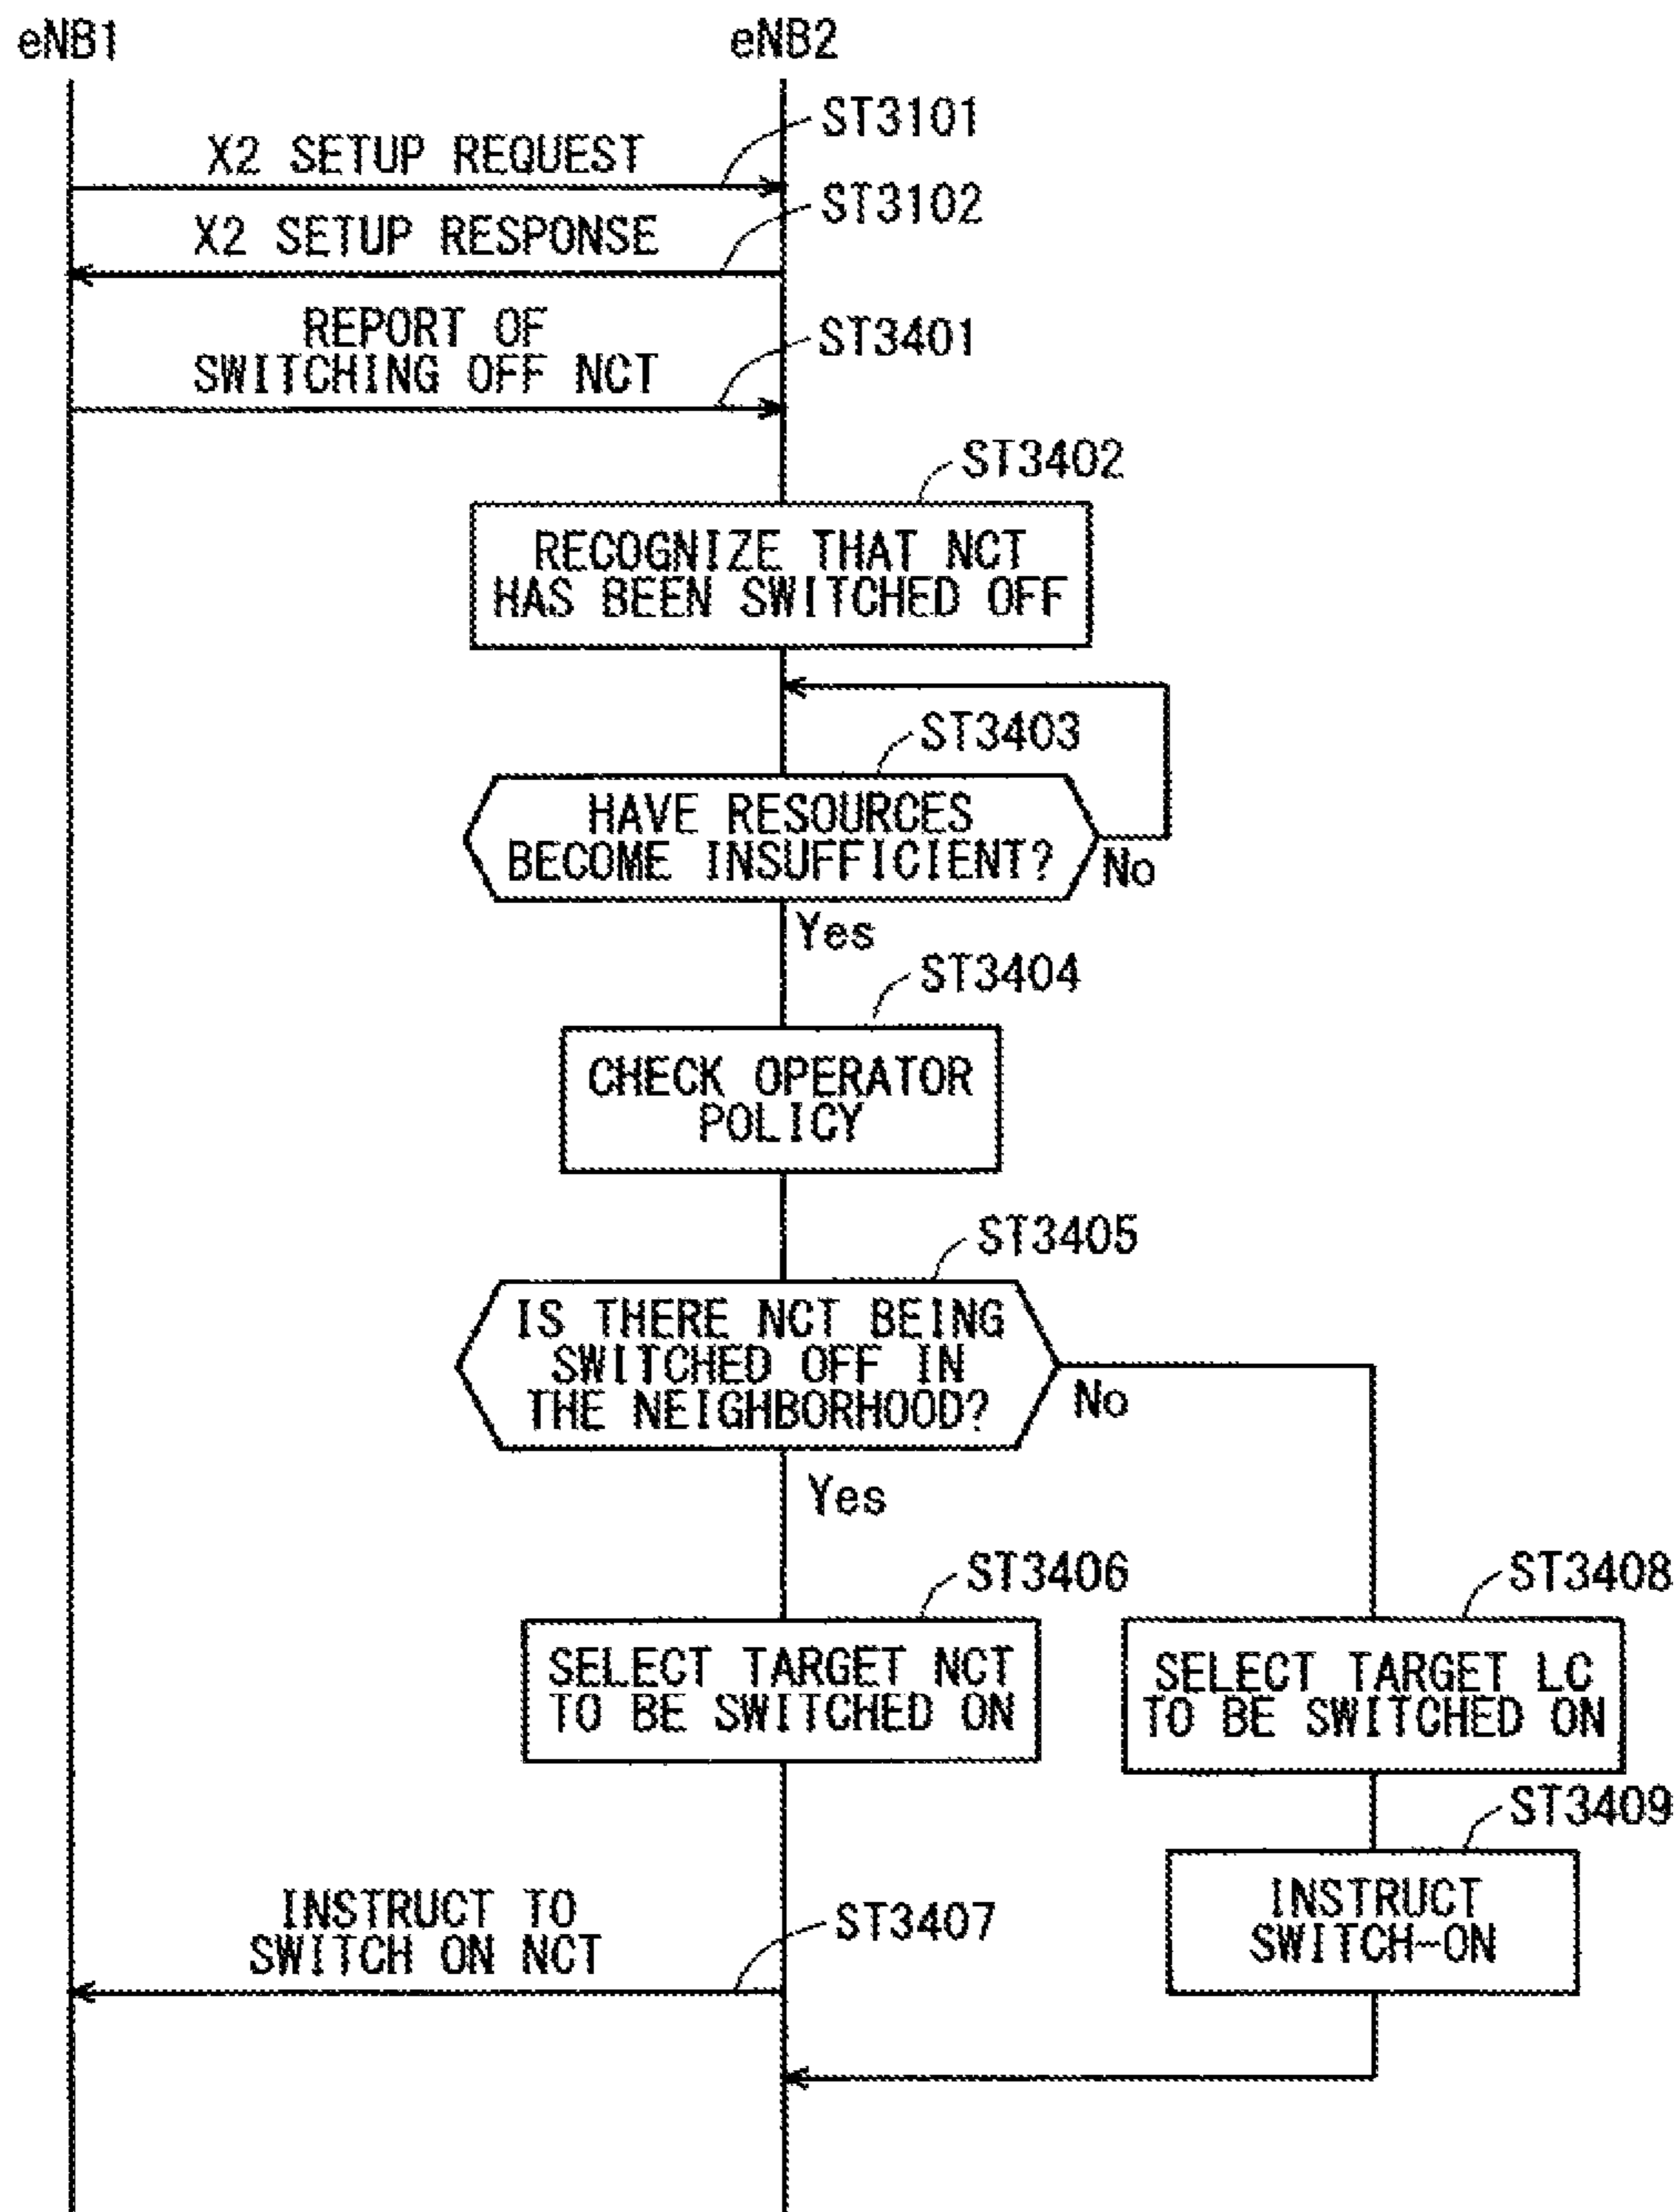 eNB1
eNB2
ST3101
X2 SETUP REQUEST
ST3102
X2 SETUP RESPONSE
REPORT OF
SWITCHING OFF NCT
ST3401
ST3402
RECOGNIZE THAT NCT
HAS BEEN SWITCHED OFF
ST3403
HAVE RESOURCES
BECOME INSUFFICIENT?
No
Yes
ST3404
CHECK OPERATOR
POLICY
ST3405
IS THERE NCT BEING
SWITCHED OFF IN
THE NEIGHBORHOOD?
No
Yes
ST3406
ST3408
SELECT TARGET NCT
TO BE SWITCHED ON
SELECT TARGET LC
TO BE SWITCHED ON
ST3409
INSTRUCT
SWITCH-ON
INSTRUCT TO
SWITCH ON NCT
ST3407